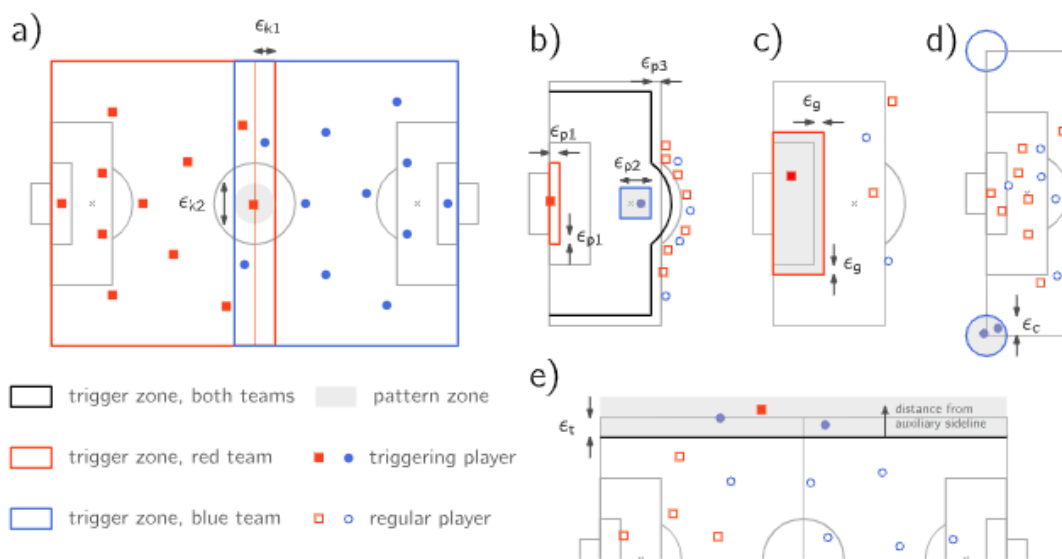 a)
ϵk1
ϵk2
b)
ϵp3
ϵp1
ϵp2
ϵp1
c)
ϵg
ϵg
d)
ϵc
trigger zone, both teams
pattern zone
trigger zone, red team
triggering player
trigger zone, blue team
regular player
e)
ϵt
distance from
auxiliary sideline